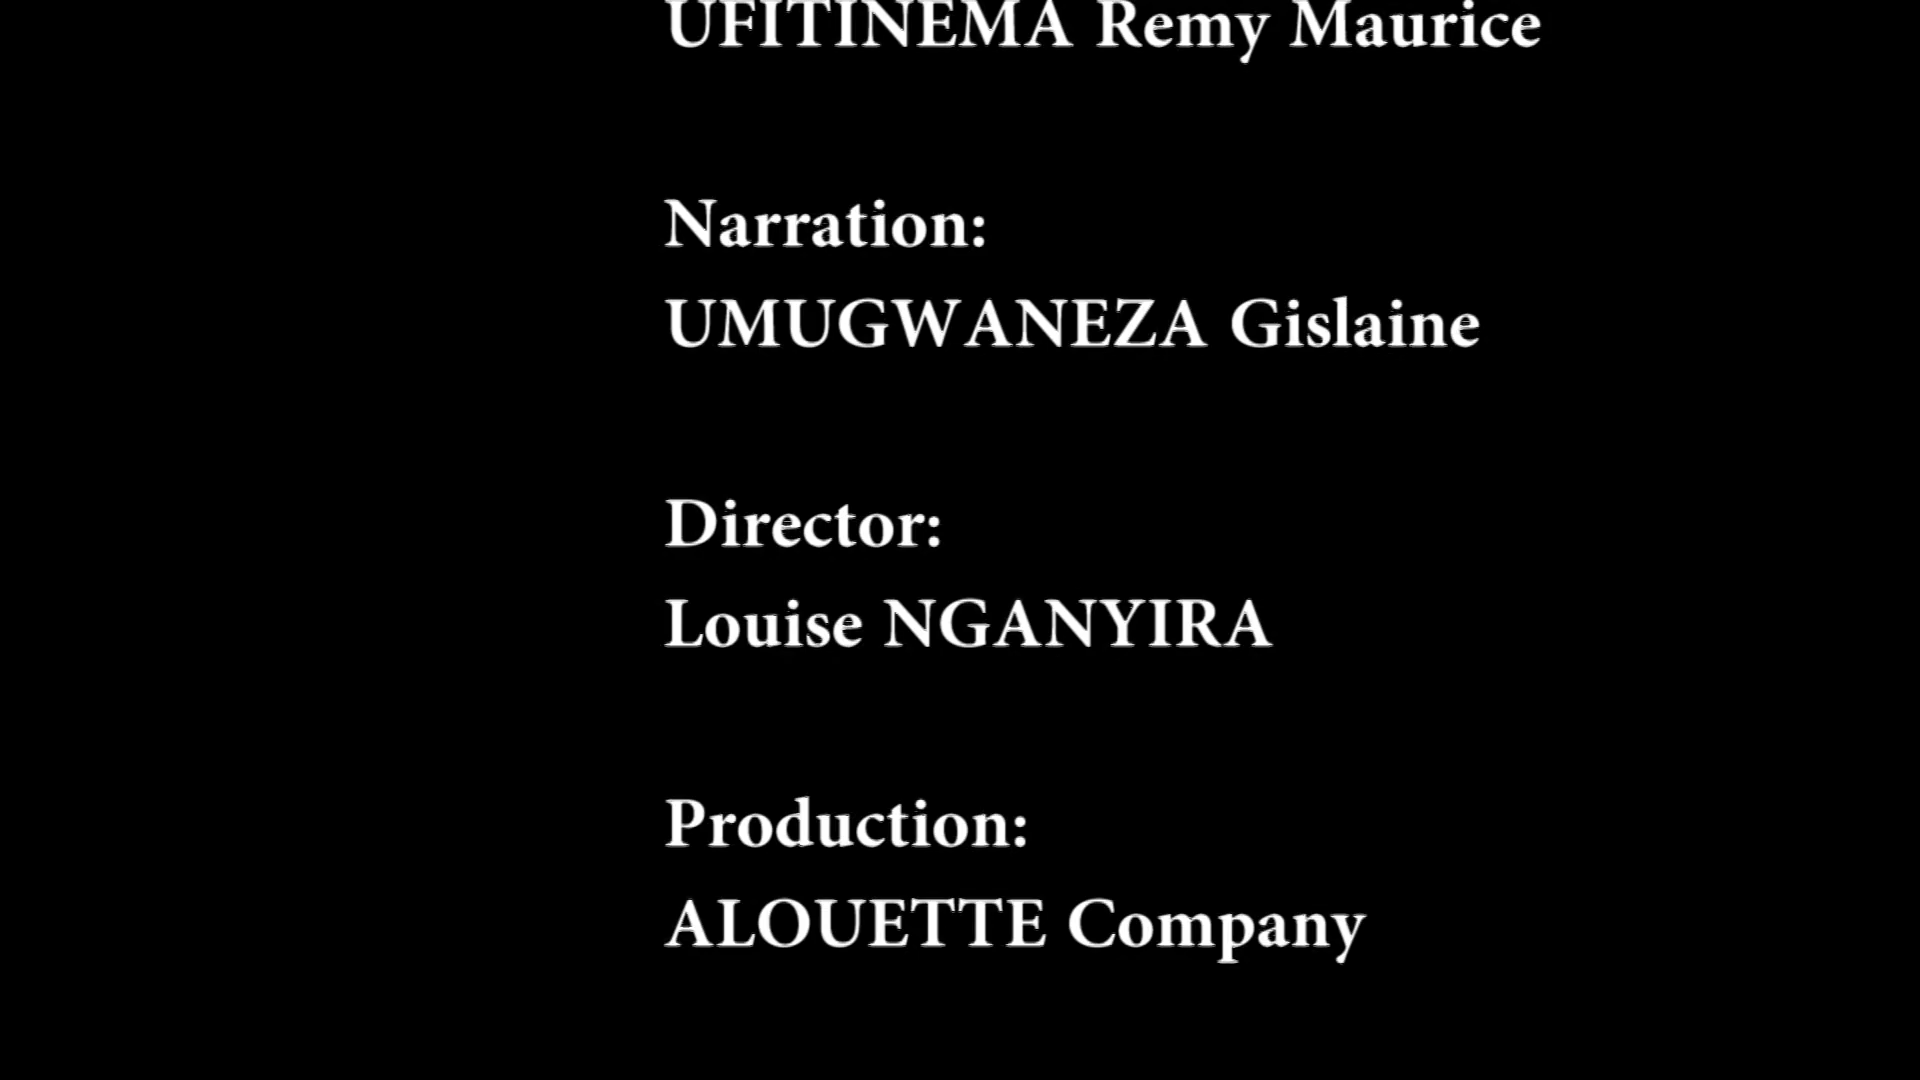 UFITINEMA Remy Maurice
Narration:
UMUGWANEZA Gislaine
Director:
Louise NGANYIRA
Production:
ALOUETTE Company